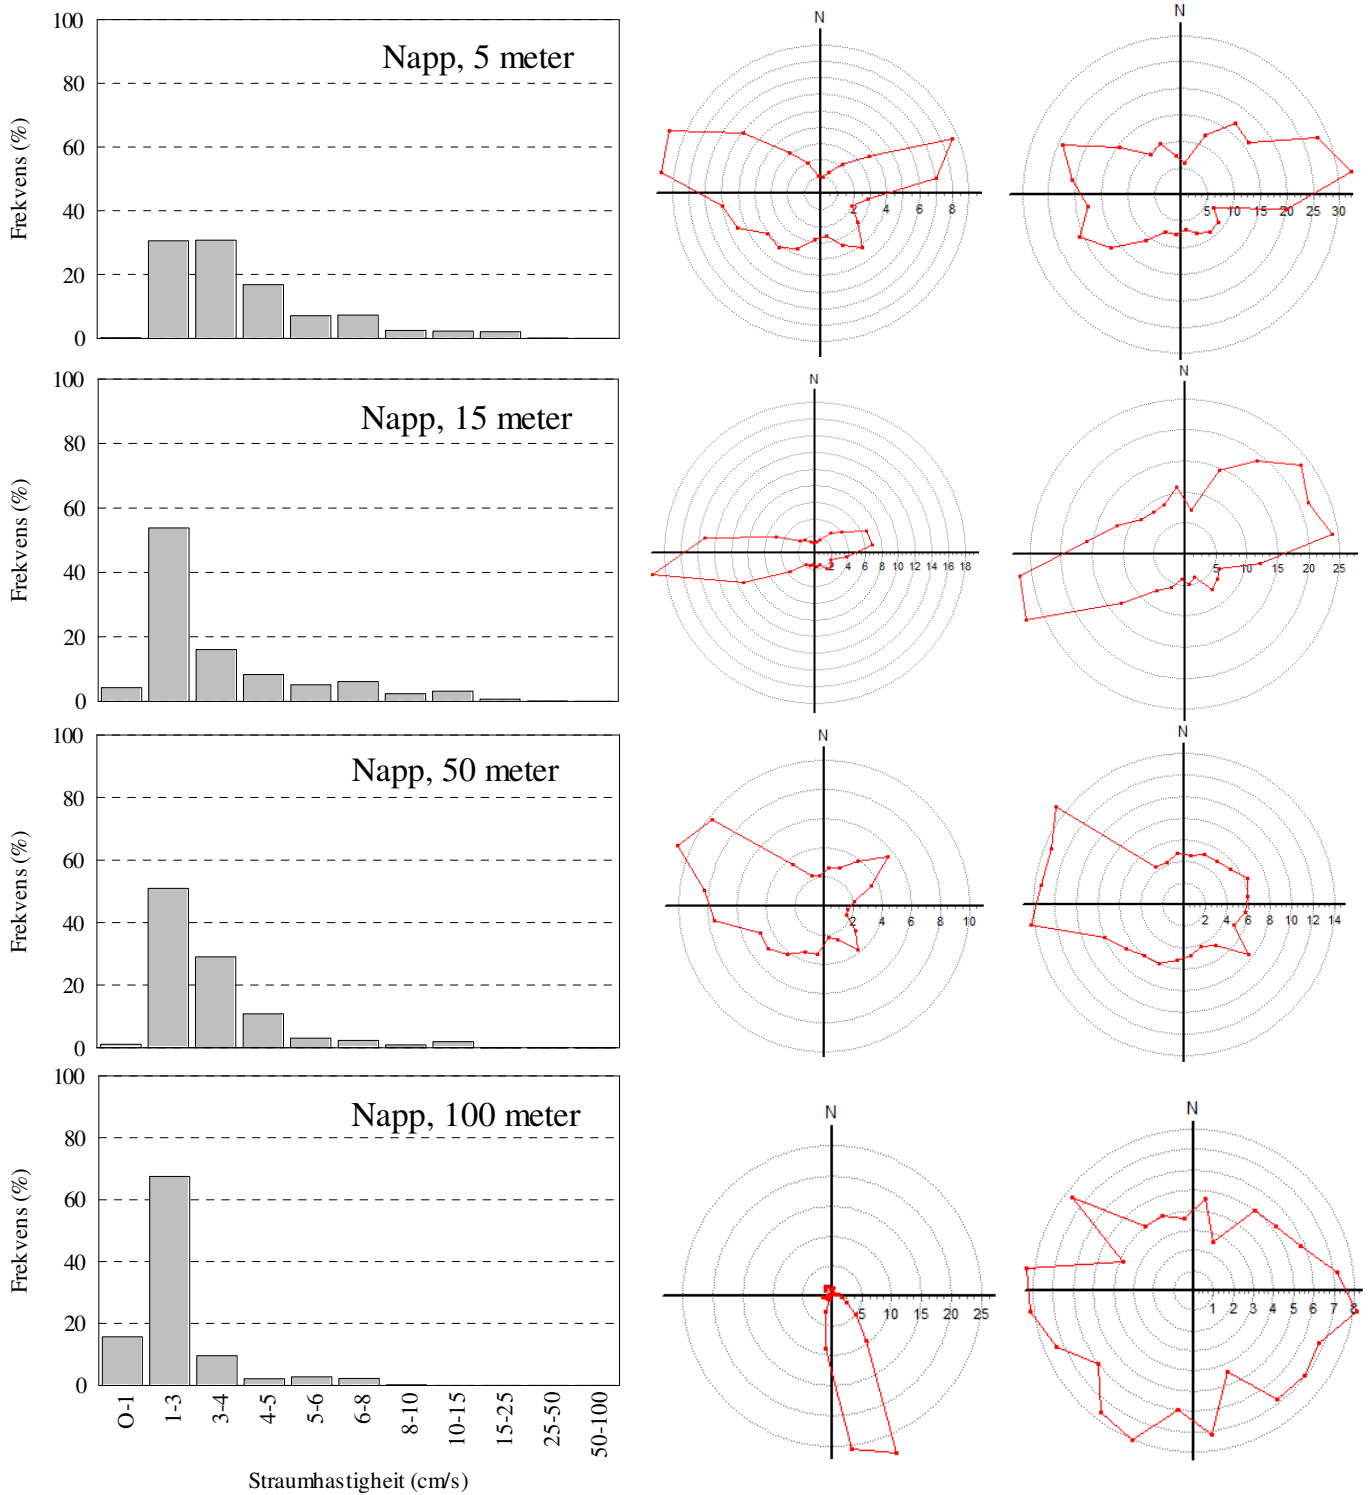 Napp, 5 meter
Frekvens (%)
100
80
60
40
20
0
N
2 4 6 8
N
5 10 15 20 25 30
Napp, 15 meter
Frekvens (%)
100
80
60
40
20
0
N
2 4 6 8 10 12 14 16 18
N
5 10 15 20 25
Napp, 50 meter
Frekvens (%)
100
80
60
40
20
0
N
2 4 6 8 10
N
2 4 6 8 10 12 14
Napp, 100 meter
Frekvens (%)
100
80
60
40
20
0
O-1
1-3
3-4
4-5
5-6
6-8
8-10
10-15
15-25
25-50
50-100
Straumhastigheit (cm/s)
N
5 10 15 20 25
N
1 2 3 4 5 6 7 8